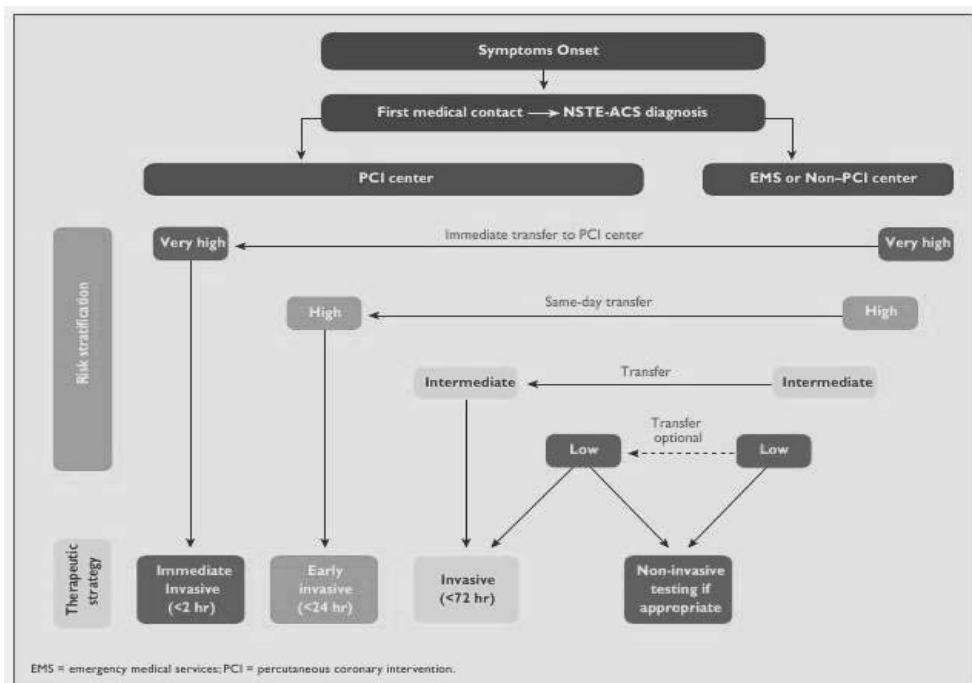 Symptoms Onset
First medical contact → NSTE-ACS diagnosis
PCI center
EMS or Non–PCI center
Risk stratification
Very high
Immediate transfer to PCI center
Very high
High
Same-day transfer
High
Intermediate
Transfer
Intermediate
Low
Transfer
optional
Low
Therapeutic
strategy
Immediate
Invasive
(<2 hr)
Early
invasive
(<24 hr)
Invasive
(<72 hr)
Non-invasive
testing if
appropriate
EMS = emergency medical services; PCI = percutaneous coronary intervention.